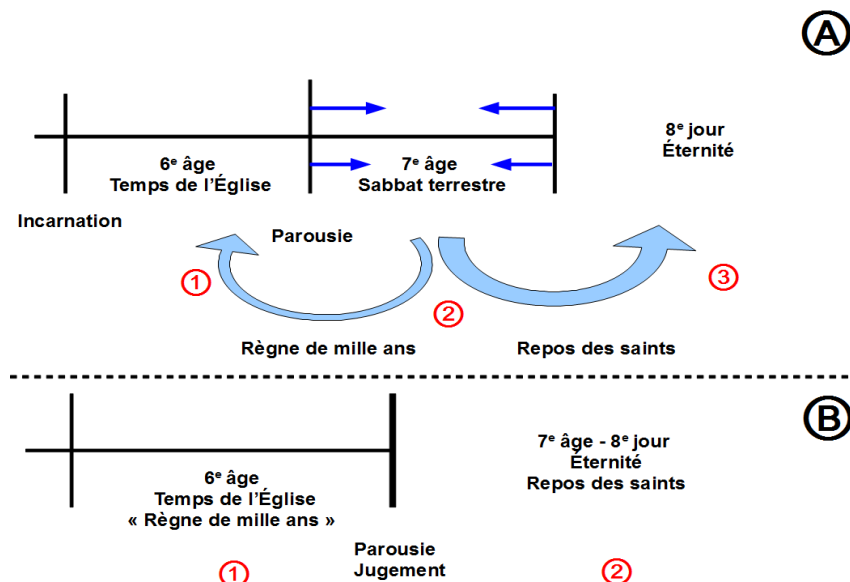 A
6e âge
Temps de l'Église
7e âge
Sabbat terrestre
8e jour
Éternité
Incarnation
Parousie
1
2
3
Règne de mille ans
Repos des saints
B
6e âge
Temps de l'Église
« Règne de mille ans »
7e âge - 8e jour
Éternité
Repos des saints
Parousie
Jugement
1
2